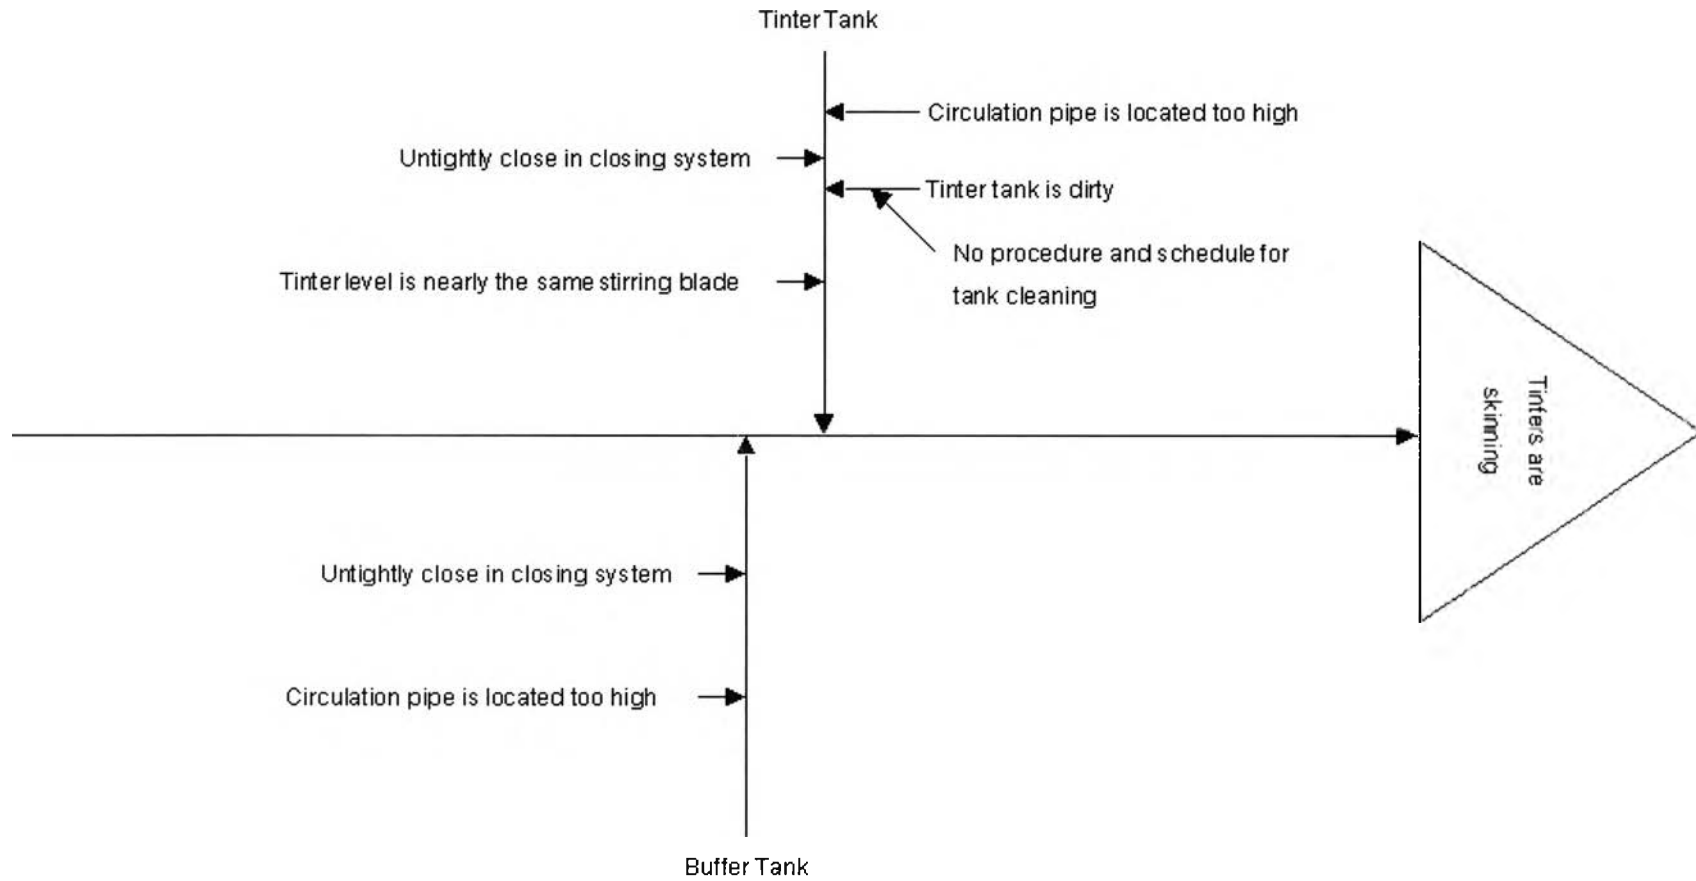 Tinter Tank
Circulation pipe is located too high
Untightly close in closing system
Tinter tank is dirty
No procedure and schedule for
tank cleaning
Tinter level is nearly the same stirring blade
Tinters are
skinning
Untightly close in closing system
Circulation pipe is located too high
Buffer Tank